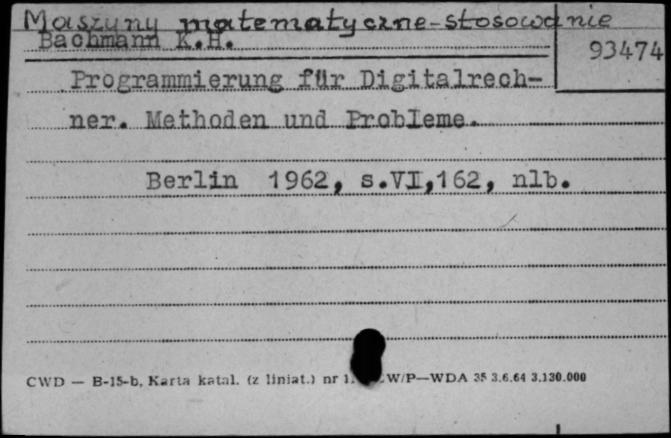 Maszyny matematyczne-stosowanie
Bachmann K.H.
93474
Programmierung für Digitalrech-
ner. Methoden und Probleme.
Berlin 1962, s.VI,162, nlb.
CWD — B-15-b, Karta katal. (z liniat.) nr W/P—WDA 35 3.6.64 3.130.000